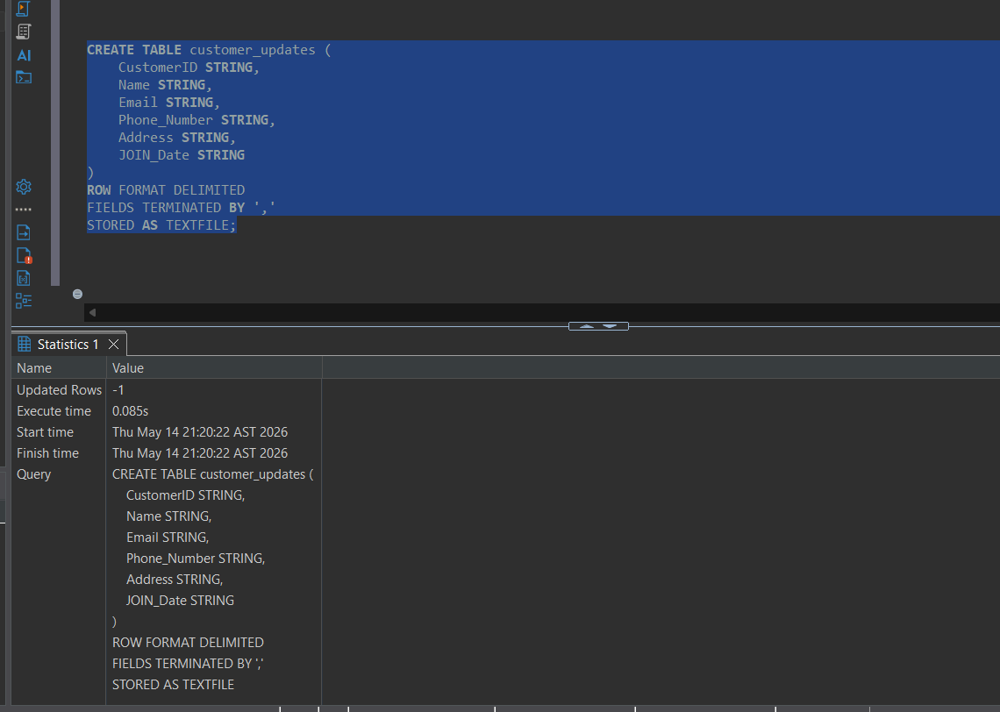 AI
CREATE TABLE customer_updates (
    CustomerID STRING,
    Name STRING,
    Email STRING,
    Phone_Number STRING,
    Address STRING,
    JOIN_Date STRING
)
ROW FORMAT DELIMITED
FIELDS TERMINATED BY ','
STORED AS TEXTFILE;
Statistics 1
Name Value
Updated Rows -1
Execute time 0.085s
Start time Thu May 14 21:20:22 AST 2026
Finish time Thu May 14 21:20:22 AST 2026
Query CREATE TABLE customer_updates (
    CustomerID STRING,
    Name STRING,
    Email STRING,
    Phone_Number STRING,
    Address STRING,
    JOIN_Date STRING
)
ROW FORMAT DELIMITED
FIELDS TERMINATED BY ','
STORED AS TEXTFILE